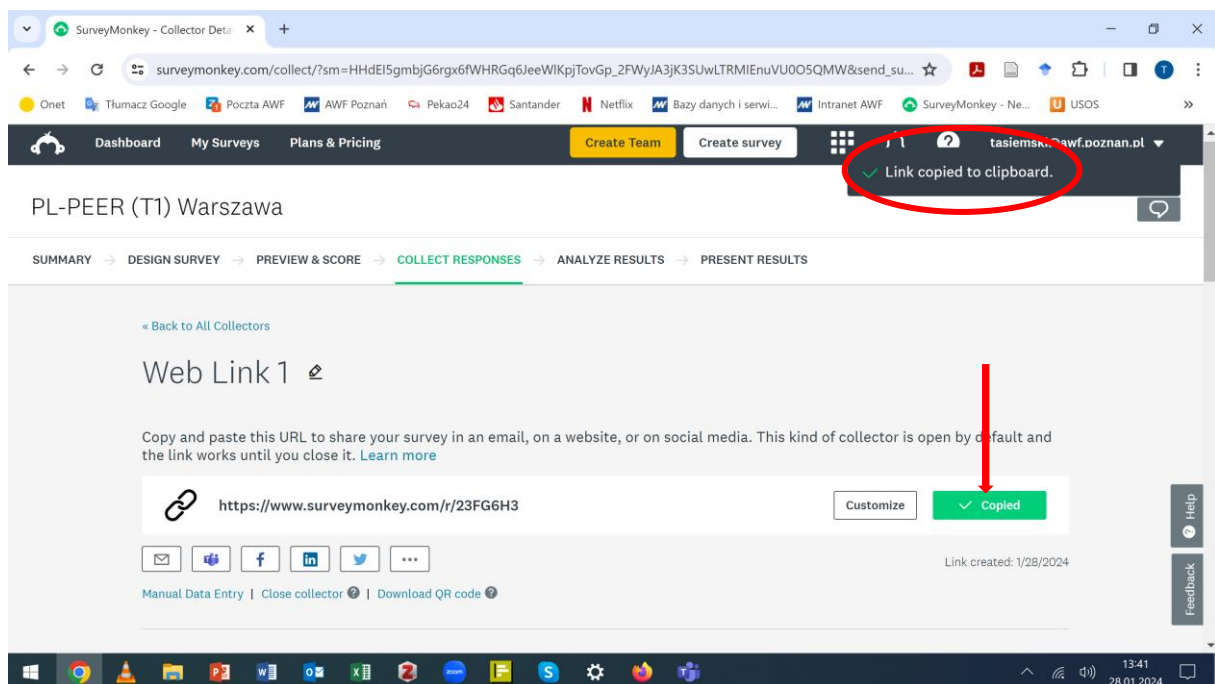 SurveyMonkey - Collector Deta
surveymonkey.com/collect/?sm=HHdEI5gmbjG6rgx6fWHRGq6JeeWlKpjTovGp_2FWyJA3jK3SUwLTRMIEnuVU0O5QMW&send_su...
T
Onet Tłumacz Google Poczta AWF AWF Poznań Pekao24 Santander Netflix Bazy danych i serwi... Intranet AWF SurveyMonkey - Ne... USOS
Dashboard My Surveys Plans & Pricing Create Team Create survey tasiemski@awf.poznan.pl
Link copied to clipboard.
PL-PEER (T1) Warszawa
SUMMARY → DESIGN SURVEY → PREVIEW & SCORE → COLLECT RESPONSES → ANALYZE RESULTS → PRESENT RESULTS
« Back to All Collectors
Web Link 1
Copy and paste this URL to share your survey in an email, on a website, or on social media. This kind of collector is open by default and
the link works until you close it. Learn more
https://www.surveymonkey.com/r/23FG6H3 Customize Copied
Help
Link created: 1/28/2024
Manual Data Entry | Close collector | Download QR code
Feedback
13:41
28.01.2024